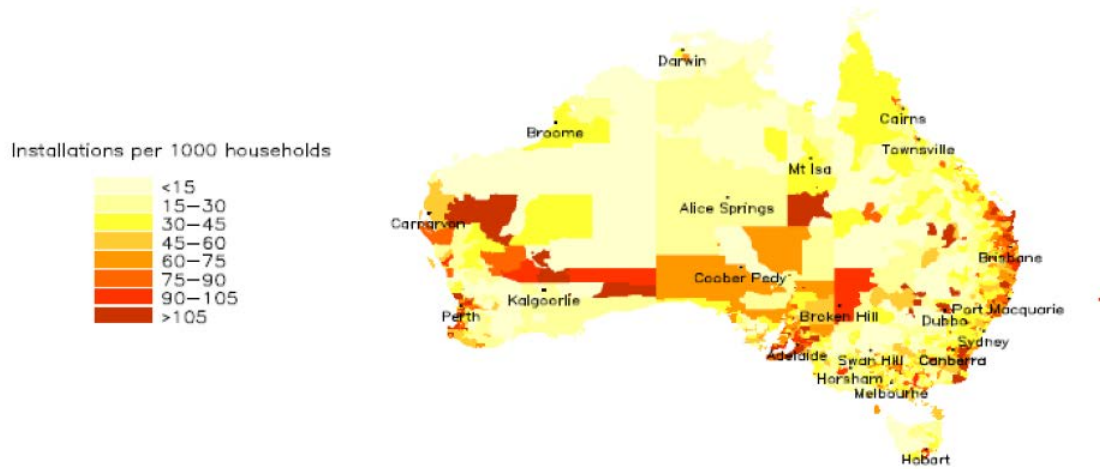 Installations per 1000 households
<15
15-30
30-45
45-60
60-75
75-90
90-105
>105
Darwin
Broome
Cairns
Townsville
Mt Isa
Alice Springs
Carnarvon
Brisbane
Coober Pedy
Kalgoorlie
Perth
Broken Hill
Port Macquarie
Dubbo
Sydney
Adelaide
Swan Hill
Canberra
Horsham
Melbourne
Hobart